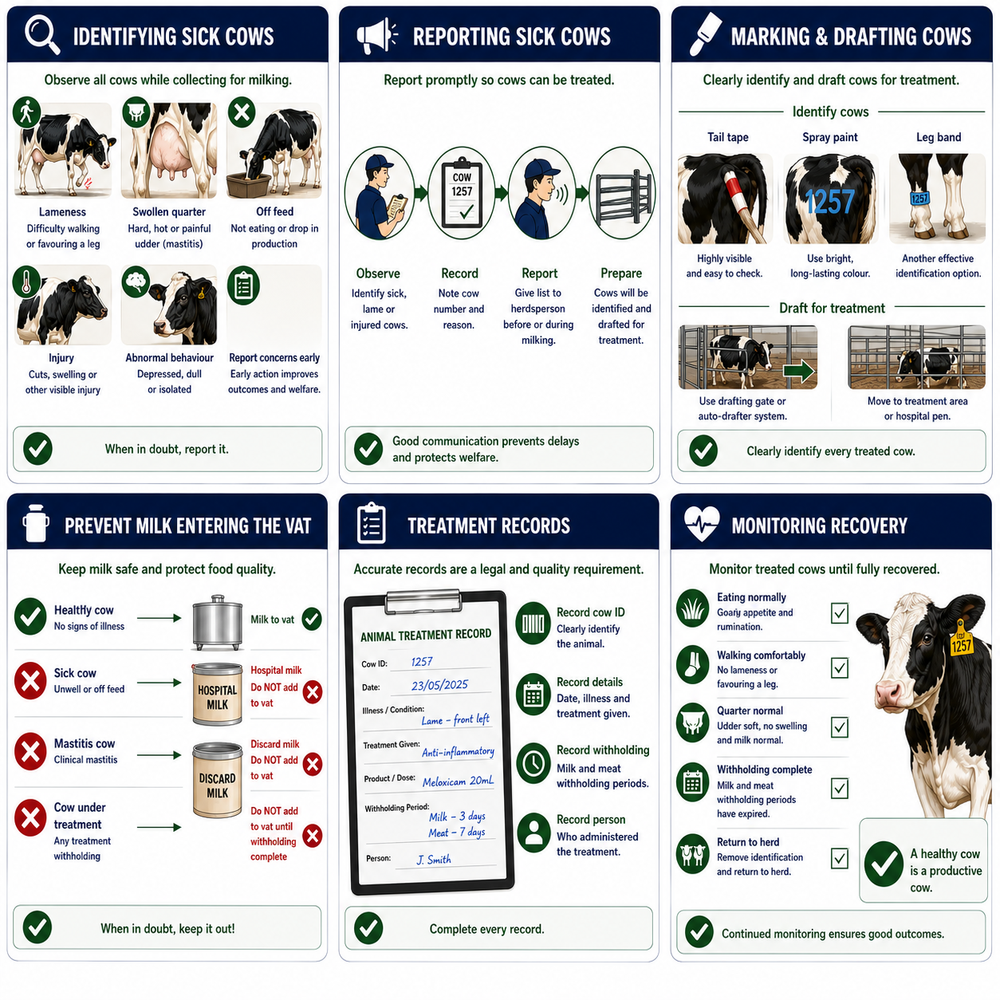 IDENTIFYING SICK COWS
Observe all cows while collecting for milking.
Lameness
Difficulty walking
or favouring a leg
Swollen quarter
Hard, hot or painful
udder (mastitis)
Off feed
Not eating or drop in
production
Injury
Cuts, swelling or
other visible injury
Abnormal behaviour
Depressed, dull
or isolated
Report concerns early
Early action improves
outcomes and welfare.
When in doubt, report it.
REPORTING SICK COWS
Report promptly so cows can be treated.
COW
1257
Observe
Identify sick,
lame or
injured cows.
Record
Note cow
number and
reason.
Report
Give list to
herdsperson
before or during
milking.
Prepare
Cows will be
identified and
drafted for
treatment.
Good communication prevents delays
and protects welfare.
MARKING & DRAFTING COWS
Clearly identify and draft cows for treatment.
Identify cows
Tail tape
Highly visible
and easy to check.
Spray paint
1257
Use bright,
long-lasting colour.
Leg band
1257
Another effective
identification option.
Draft for treatment
Use drafting gate or
auto-drafter system.
Move to treatment area
or hospital pen.
Clearly identify every treated cow.
PREVENT MILK ENTERING THE VAT
Keep milk safe and protect food quality.
Healthy cow
No signs of illness
Milk to vat
Sick cow
Unwell or off feed
HOSPITAL
MILK
Hospital milk
Do NOT add
to vat
Mastitis cow
Clinical mastitis
DISCARD
MILK
Discard milk
Do NOT add
to vat
Cow under
treatment
Any treatment
withholding
Do NOT add
to vat until
withholding
complete
When in doubt, keep it out!
TREATMENT RECORDS
Accurate records are a legal and quality requirement.
ANIMAL TREATMENT RECORD
Cow ID: 1257
Date: 23/05/2025
Illness / Condition:
Lame – front left
Treatment Given:
Anti-inflammatory
Product / Dose: Meloxicam 20mL
Withholding Period:
Milk – 3 days
Meat – 7 days
Person: J. Smith
Record cow ID
Clearly identify
the animal.
Record details
Date, illness and
treatment given.
Record withholding
Milk and meat
withholding periods.
Record person
Who administered
the treatment.
Complete every record.
MONITORING RECOVERY
Monitor treated cows until fully recovered.
Eating normally
appetite and
rumination.
Walking comfortably
No lameness or
favouring a leg.
Quarter normal
Udder soft, no swelling
and milk normal.
Withholding complete
Milk and meat
withholding periods
have expired.
Return to herd
Remove identification
and return to herd.
1257
A healthy cow
is a productive
cow.
Continued monitoring ensures good outcomes.